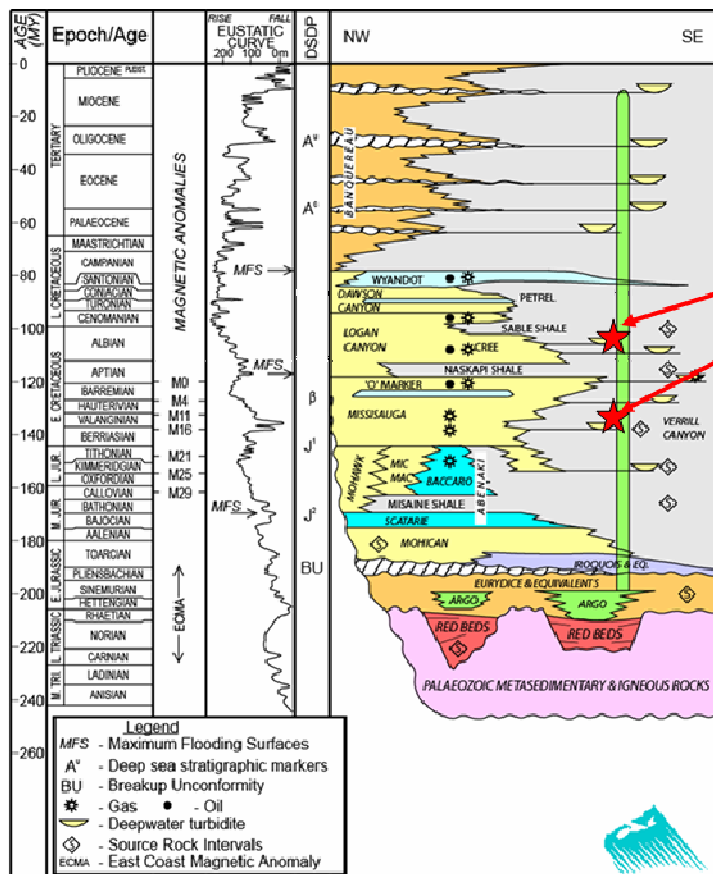 AGE (MY)
Epoch/Age
MAGNETIC ANOMALIES
RISE FALL
EUSTATIC
CURVE
200 100 0m
DSDP
NW
SE
0
20
40
60
80
100
120
140
160
180
200
220
240
260
TERTIARY
L. CRETACEOUS
E. CRETACEOUS
L. JUR.
M. JUR.
E. JURASSIC
L. TRIASSIC
M. TRI.
PLIOCENE
MIOCENE
OLIGOCENE
EOCENE
PALAEOCENE
MAASTRICHTIAN
CAMPANIAN
SANTONIAN
CONIACIAN
TURONIAN
CENOMANIAN
ALBIAN
APTIAN
BARREMIAN
HAUTERIVIAN
VALANGINIAN
BERRIASIAN
TITHONIAN
KIMMERIDGIAN
OXFORDIAN
CALLOVIAN
BATHONIAN
BAJOCIAN
AALENIAN
TOARCIAN
PLIENSBACHIAN
SINEMURIAN
HETTENGIAN
RHAETIAN
NORIAN
CARNIAN
LADINIAN
ANISIAN
M0
M4
M11
M16
M21
M25
M29
ECMA
MFS
MFS
MFS
Aᵘ
Aᶜ
β
J¹
J²
BU
BANQUEREAU
WYANDOT
DAWSON
CANYON
PETREL
LOGAN
CANYON
SABLE SHALE
CREE
NASKAPI SHALE
'O' MARKER
MISSISAUGA
VERRILL
CANYON
MOHAWK
MIC
MAC
BACCARO
ABENAKI
MISAINE SHALE
SCATARIE
MOHICAN
IROQUOIS & EQ.
EURYDICE & EQUIVALENTS
ARGO
ARGO
RED BEDS
RED BEDS
PALAEOZOIC METASEDIMENTARY & IGNEOUS ROCKS
Legend
MFS - Maximum Flooding Surfaces
Aᵘ - Deep sea stratigraphic markers
BU - Breakup Unconformity
- Gas - Oil
- Deepwater turbidite
- Source Rock Intervals
ECMA - East Coast Magnetic Anomaly